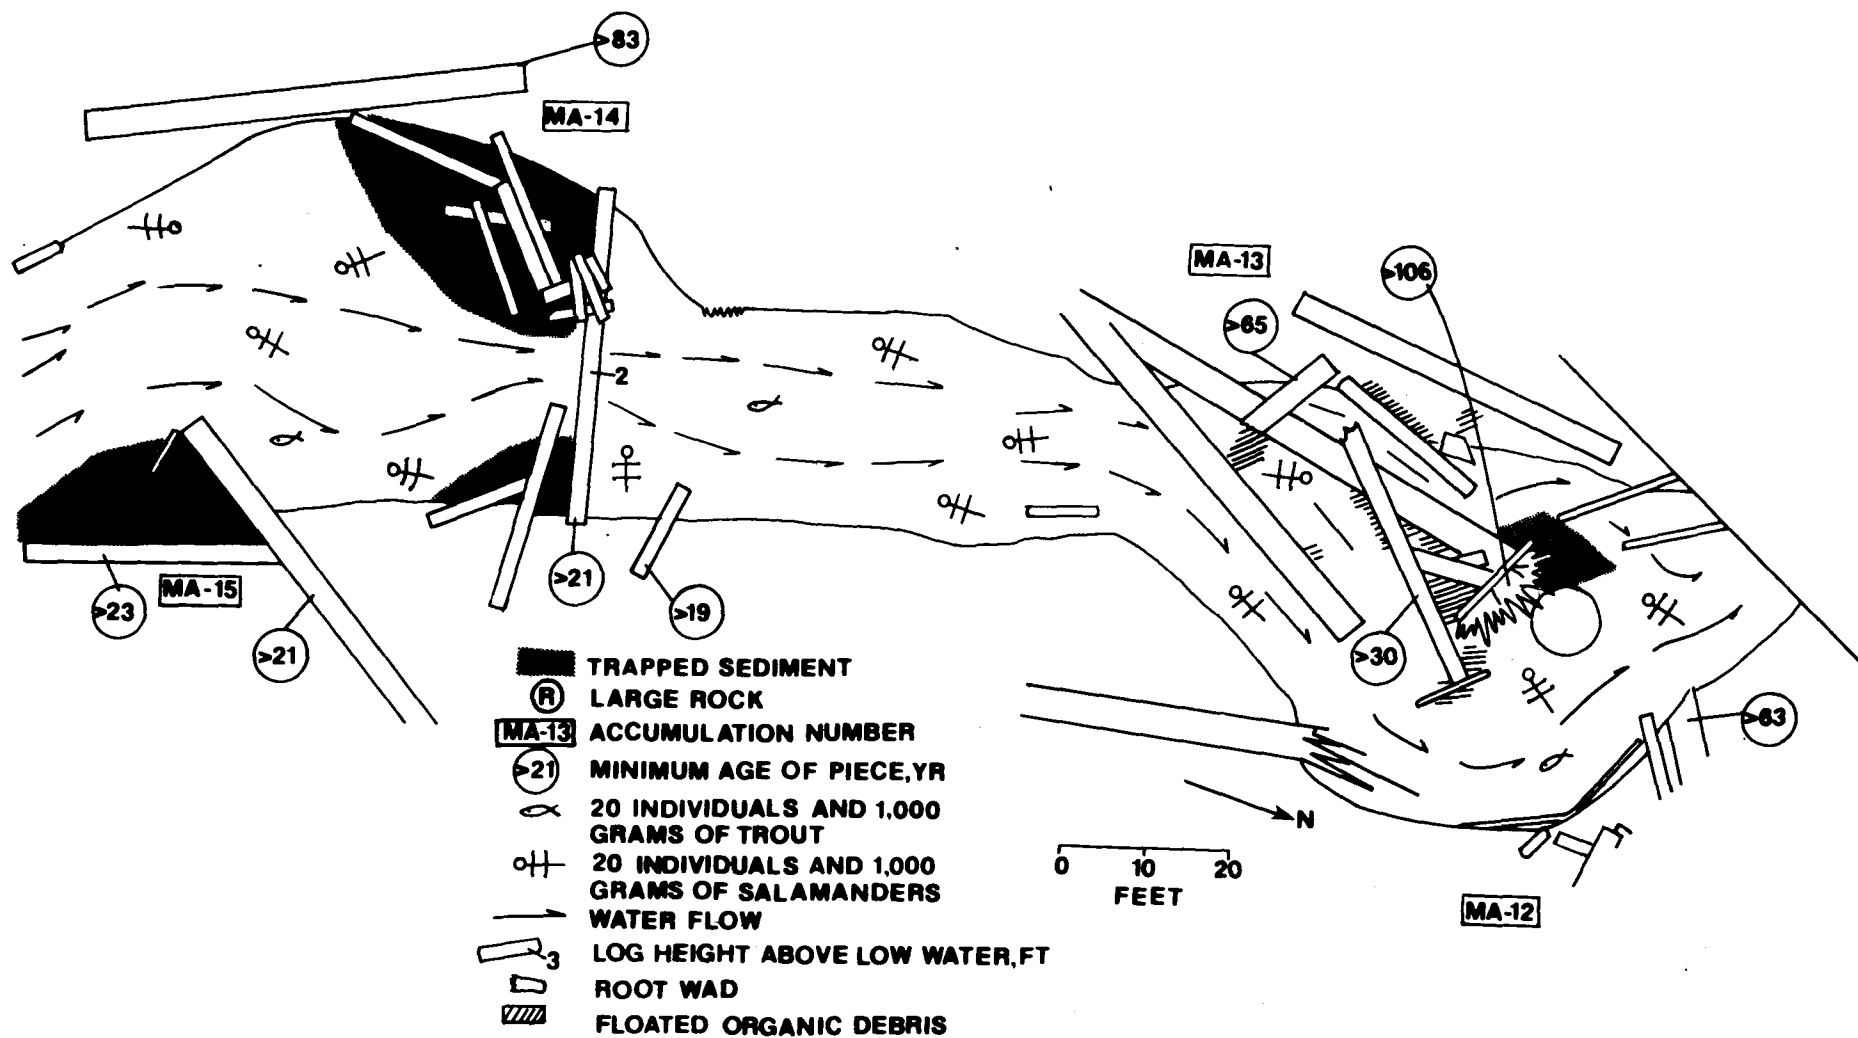 >83
MA-14
MA-13
>106
>65
2
>21
>19
>23
MA-15
>21
>30
>63
N
0 10 20
FEET
MA-12
TRAPPED SEDIMENT
R LARGE ROCK
MA-13 ACCUMULATION NUMBER
>21 MINIMUM AGE OF PIECE,YR
20 INDIVIDUALS AND 1,000
GRAMS OF TROUT
20 INDIVIDUALS AND 1,000
GRAMS OF SALAMANDERS
WATER FLOW
3 LOG HEIGHT ABOVE LOW WATER,FT
ROOT WAD
FLOATED ORGANIC DEBRIS